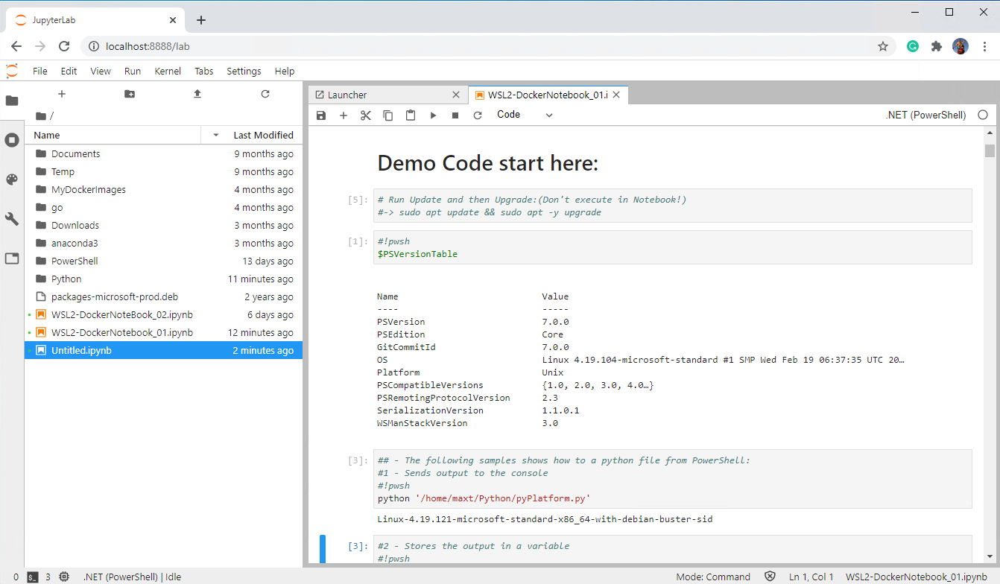 JupyterLab
localhost:8888/lab
File Edit View Run Kernel Tabs Settings Help
/
Name Last Modified
Documents 9 months ago
Temp 9 months ago
MyDockerImages 4 months ago
go 4 months ago
Downloads 3 months ago
anaconda3 3 months ago
PowerShell 13 days ago
Python 11 minutes ago
packages-microsoft-prod.deb 2 years ago
WSL2-DockerNoteBook_02.ipynb 6 days ago
WSL2-DockerNotebook_01.ipynb 12 minutes ago
Untitled.ipynb 2 minutes ago
Launcher WSL2-DockerNotebook_01.i
Code .NET (PowerShell)
Demo Code start here:
[5]: # Run Update and then Upgrade:(Don't execute in Notebook!)
#-> sudo apt update && sudo apt -y upgrade
[1]: #!pwsh
$PSVersionTable
Name Value
---- -----
PSVersion 7.0.0
PSEdition Core
GitCommitId 7.0.0
OS Linux 4.19.104-microsoft-standard #1 SMP Wed Feb 19 06:37:35 UTC 20…
Platform Unix
PSCompatibleVersions {1.0, 2.0, 3.0, 4.0…}
PSRemotingProtocolVersion 2.3
SerializationVersion 1.1.0.1
WSManStackVersion 3.0
[3]: ## - The following samples shows how to a python file from PowerShell:
#1 - Sends output to the console
#!pwsh
python '/home/maxt/Python/pyPlatform.py'
Linux-4.19.121-microsoft-standard-x86_64-with-debian-buster-sid
[3]: #2 - Stores the output in a variable
#!pwsh
0 $_ 3 .NET (PowerShell) | Idle Mode: Command Ln 1, Col 1 WSL2-DockerNotebook_01.ipynb